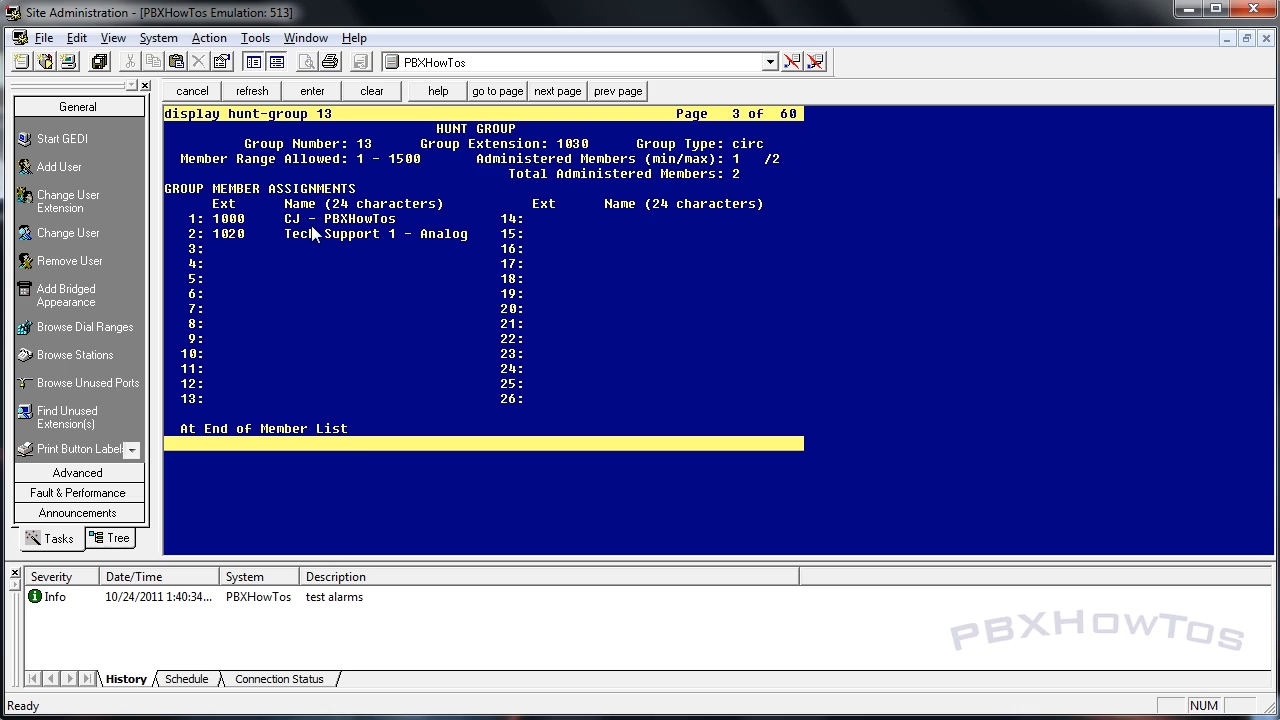 Site Administration - [PBXHowTos Emulation: 513]
File Edit View System Action Tools Window Help
PBXHowTos
General
Start GEDI
Add User
Change User
Extension
Change User
Remove User
Add Bridged
Appearance
Browse Dial Ranges
Browse Stations
Browse Unused Ports
Find Unused
Extension(s)
Print Button Label
Advanced
Fault & Performance
Announcements
Tasks Tree
cancel refresh enter clear help go to page next page prev page
display hunt-group 13 Page 3 of 60
HUNT GROUP
Group Number: 13 Group Extension: 1030 Group Type: circ
Member Range Allowed: 1 - 1500 Administered Members (min/max): 1 /2
Total Administered Members: 2
GROUP MEMBER ASSIGNMENTS
Ext Name (24 characters) Ext Name (24 characters)
1: 1000 CJ - PBXHowTos 14:
2: 1020 Tech Support 1 - Analog 15:
3: 16:
4: 17:
5: 18:
6: 19:
7: 20:
8: 21:
9: 22:
10: 23:
11: 24:
12: 25:
13: 26:
At End of Member List
Severity Date/Time System Description
Info 10/24/2011 1:40:34... PBXHowTos test alarms
PBXHowTos
History Schedule Connection Status
Ready NUM